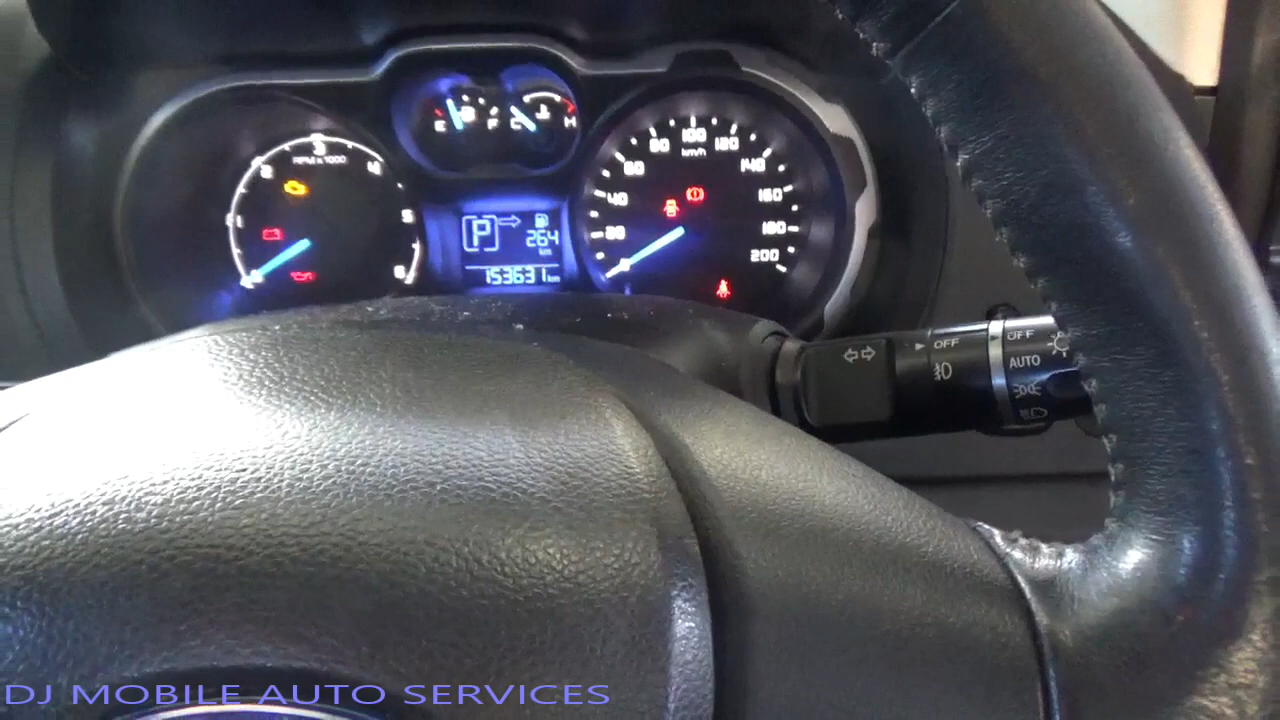 E F C H
RPM x 1000
1 2 3 4 5 6
20 40 60 80 100 120 140 160 180 200
km/h
P
264
km
153631 km
OFF
OFF
AUTO
DJ MOBILE AUTO SERVICES